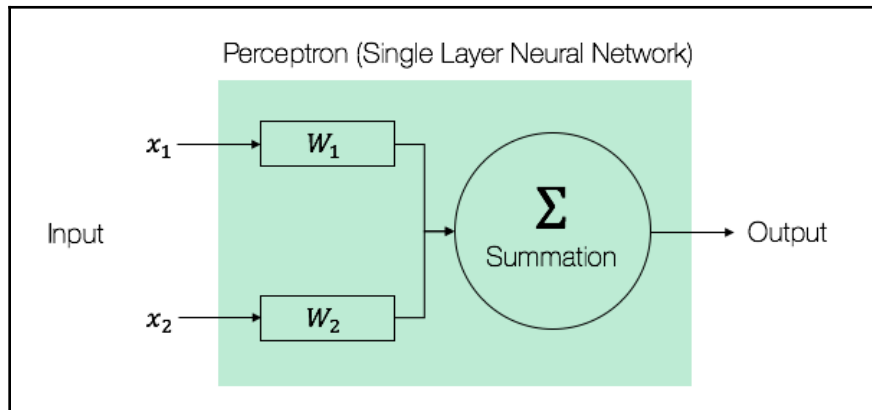 Perceptron (Single Layer Neural Network)
x₁
W₁
Input
Σ
Summation
Output
x₂
W₂